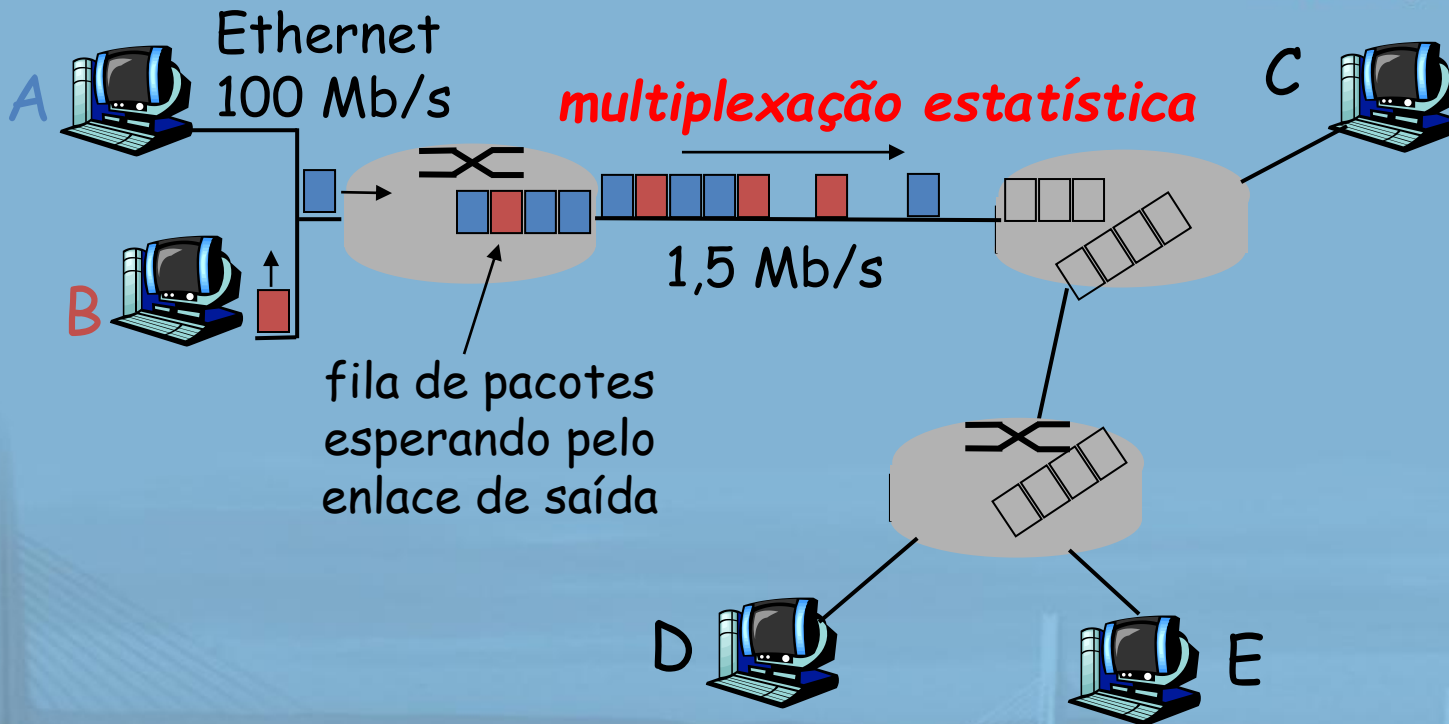 Ethernet
100 Mb/s
A
multiplexação estatística
C
B
1,5 Mb/s
fila de pacotes
esperando pelo
enlace de saída
D
E